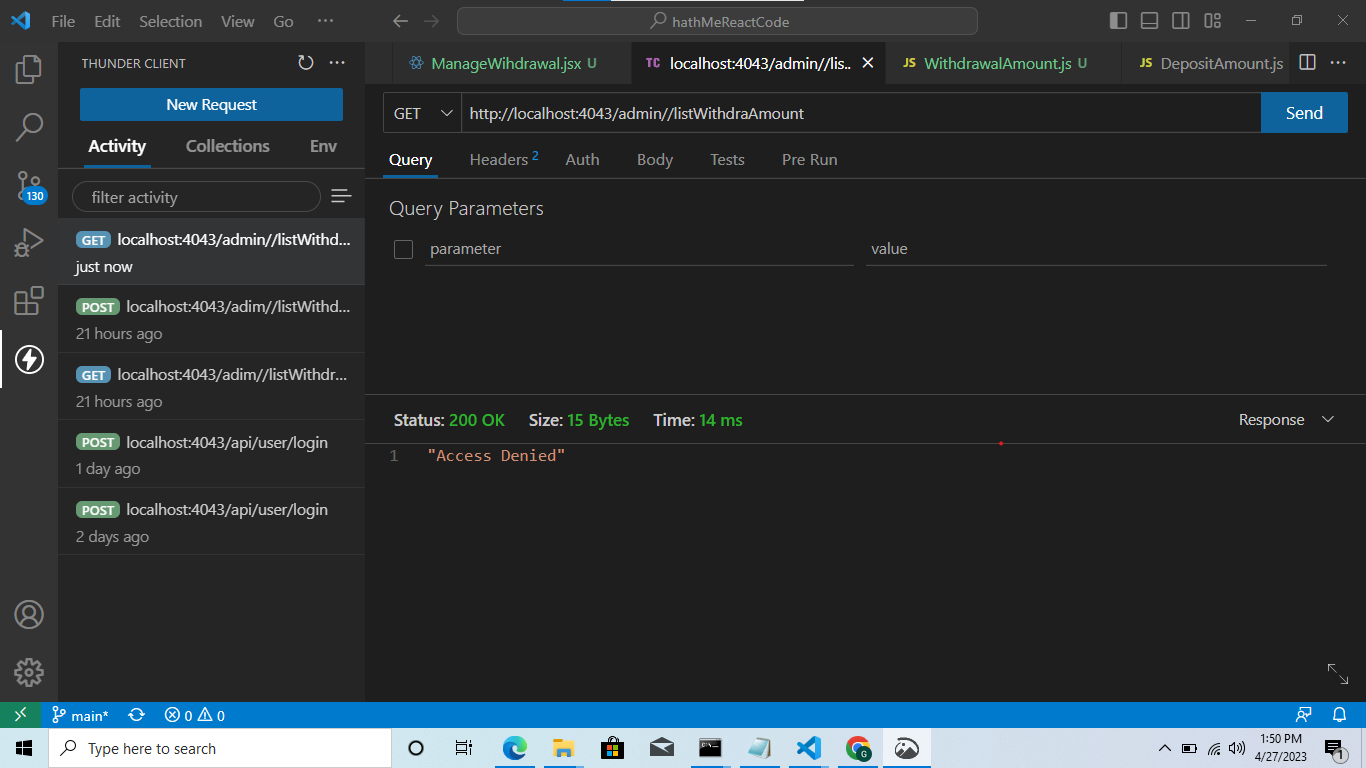 File Edit Selection View Go ··· hathMeReactCode
THUNDER CLIENT ···
New Request
Activity Collections Env
filter activity
130
GET localhost:4043/admin//listWithd...
just now
POST localhost:4043/adim//listWithd...
21 hours ago
GET localhost:4043/adim//listWithdr...
21 hours ago
POST localhost:4043/api/user/login
1 day ago
POST localhost:4043/api/user/login
2 days ago
ManageWihdrawal.jsx U TC localhost:4043/admin//lis.. JS WithdrawalAmount.js U JS DepositAmount.js ···
GET http://localhost:4043/admin//listWithdraAmount Send
Query Headers 2 Auth Body Tests Pre Run
Query Parameters
parameter value
Status: 200 OK Size: 15 Bytes Time: 14 ms Response
1 "Access Denied"
main* 0 0
Type here to search
1:50 PM
4/27/2023
1